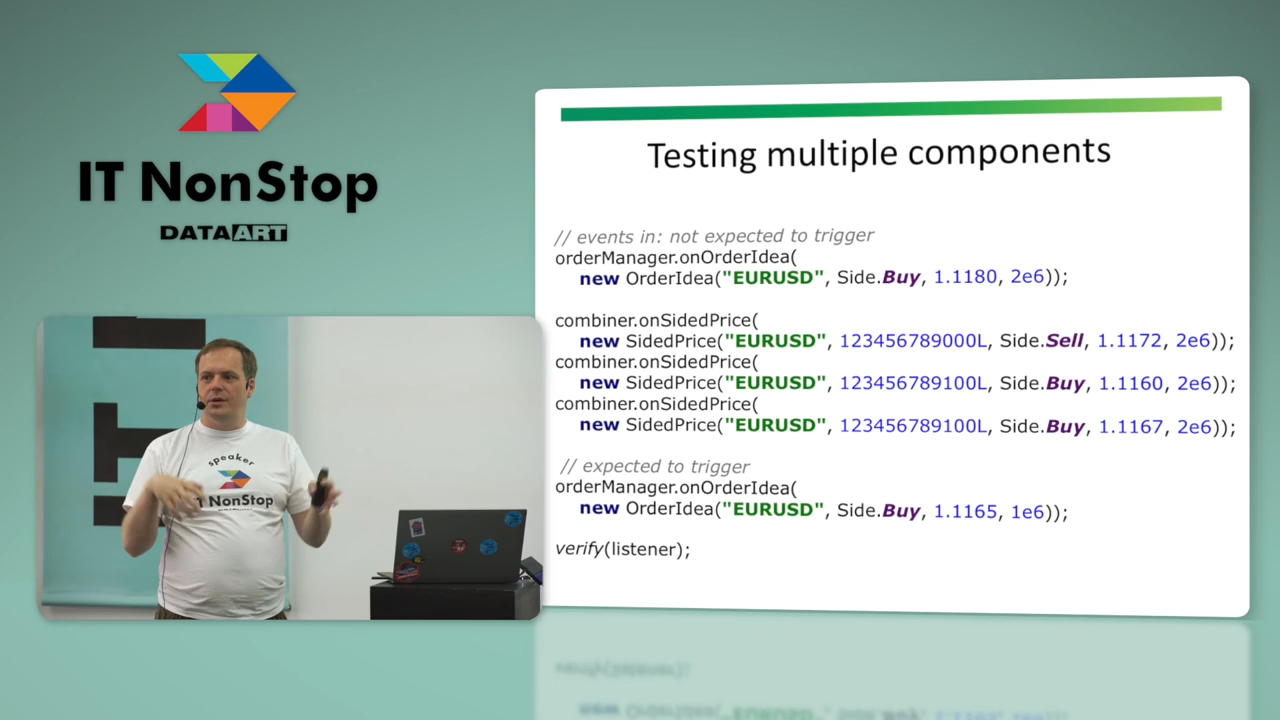 IT NonStop
DATAART
Testing multiple components
// events in: not expected to trigger
orderManager.onOrderIdea(
new OrderIdea("EURUSD", Side.Buy, 1.1180, 2e6));
combiner.onSidedPrice(
new SidedPrice("EURUSD", 123456789000L, Side.Sell, 1.1172, 2e6));
combiner.onSidedPrice(
new SidedPrice("EURUSD", 123456789100L, Side.Buy, 1.1160, 2e6));
combiner.onSidedPrice(
new SidedPrice("EURUSD", 123456789100L, Side.Buy, 1.1167, 2e6));
// expected to trigger
orderManager.onOrderIdea(
new OrderIdea("EURUSD", Side.Buy, 1.1165, 1e6));
verify(listener);
speaker
IT NonStop